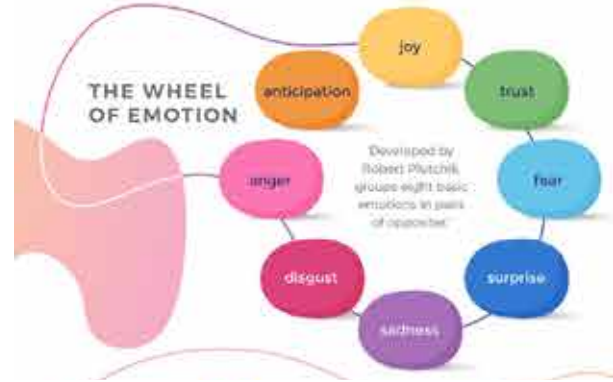 THE WHEEL
OF EMOTION
joy
anticipation
trust
anger
Developed by
Robert Plutchik
groups eight basic
emotions in pairs
of opposites.
fear
disgust
surprise
sadness